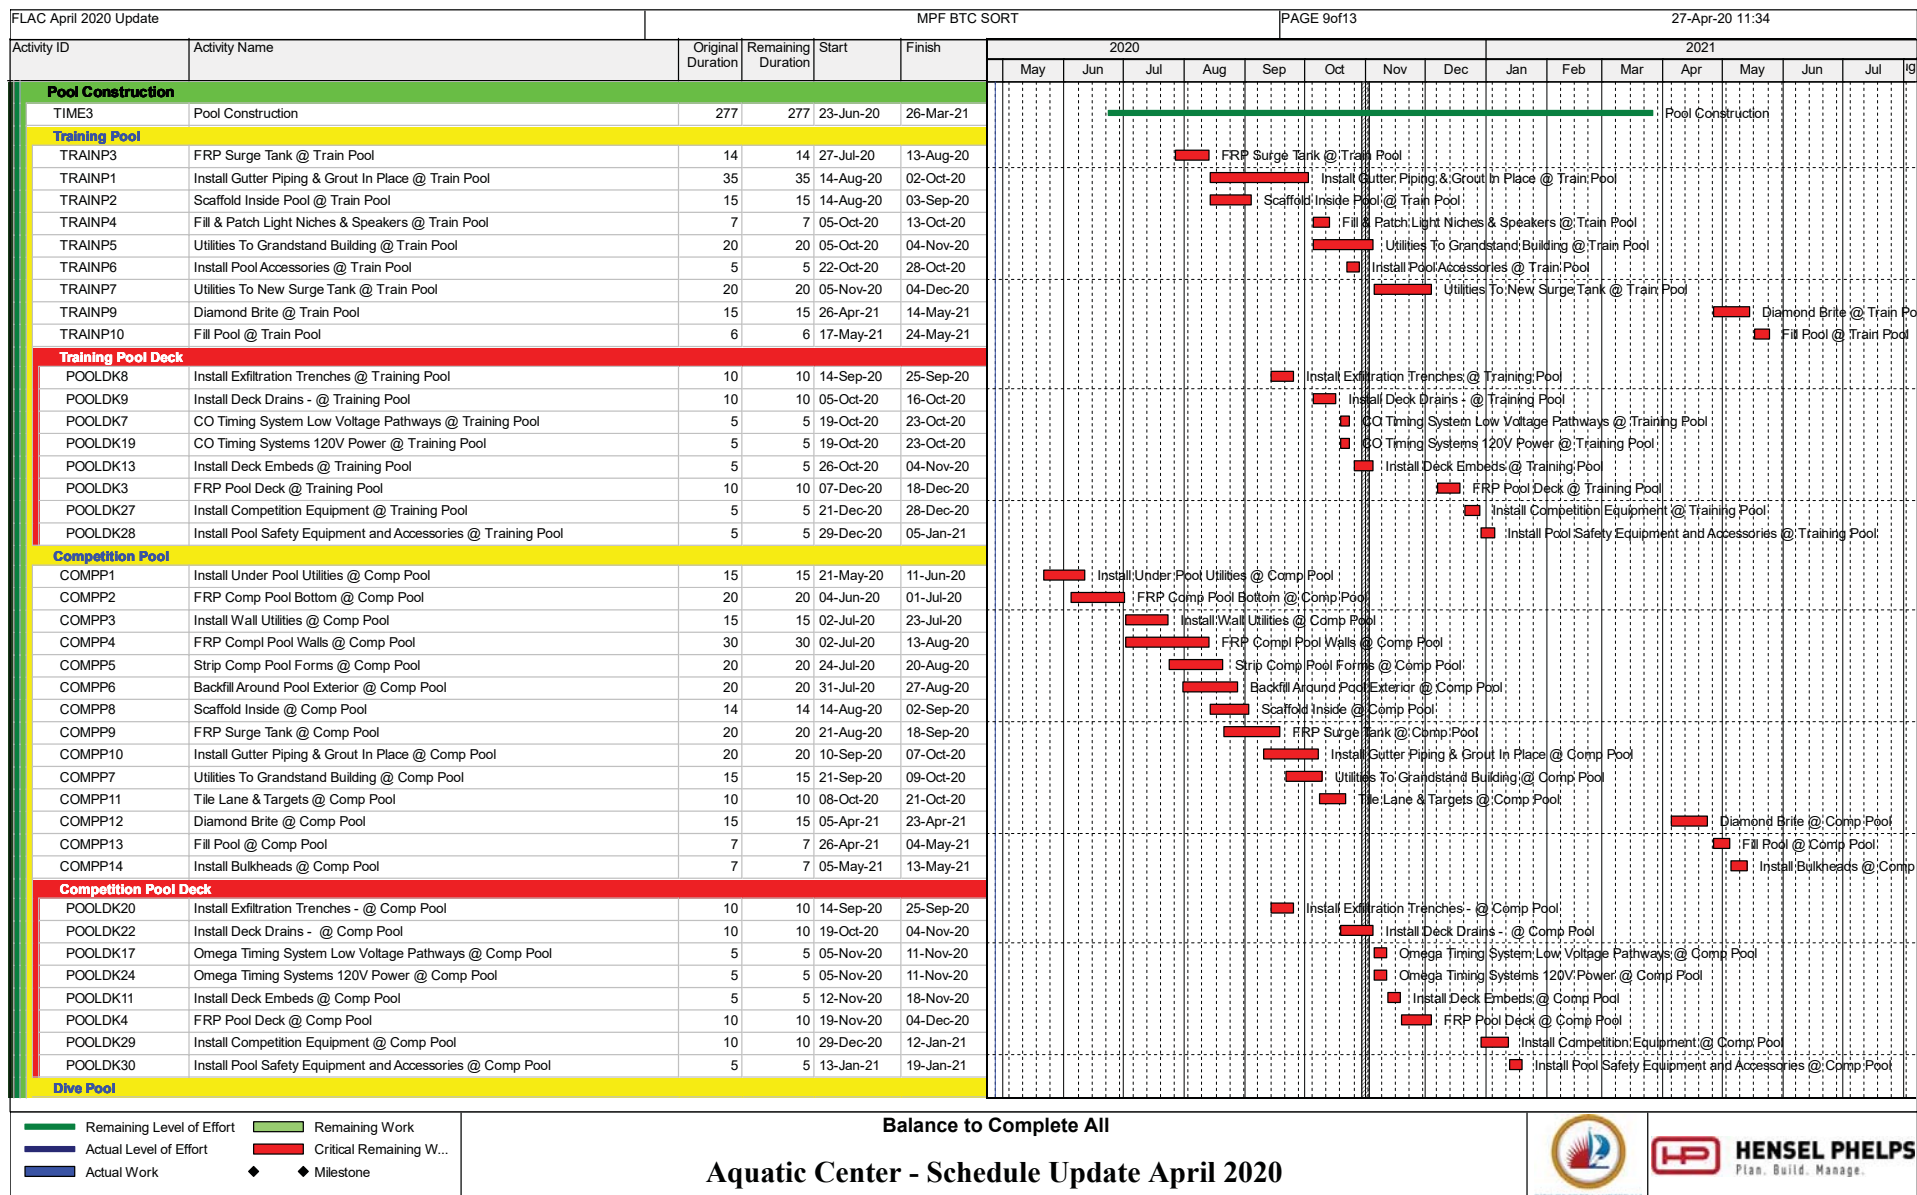 FLAC April 2020 Update MPF BTC SORT PAGE 9of13 27-Apr-20 11:34
Activity ID Activity Name Original Duration Remaining Duration Start Finish 2020 2021
May Jun Jul Aug Sep Oct Nov Dec Jan Feb Mar Apr May Jun Jul
Pool Construction
TIME3 Pool Construction 277 277 23-Jun-20 26-Mar-21 Pool Construction
Training Pool
TRAINP3 FRP Surge Tank @ Train Pool 14 14 27-Jul-20 13-Aug-20 FRP Surge Tank @ Train Pool
TRAINP1 Install Gutter Piping & Grout In Place @ Train Pool 35 35 14-Aug-20 02-Oct-20 Install Gutter Piping & Grout In Place @ Train Pool
TRAINP2 Scaffold Inside Pool @ Train Pool 15 15 14-Aug-20 03-Sep-20 Scaffold Inside Pool @ Train Pool
TRAINP4 Fill & Patch Light Niches & Speakers @ Train Pool 7 7 05-Oct-20 13-Oct-20 Fill & Patch Light Niches & Speakers @ Train Pool
TRAINP5 Utilities To Grandstand Building @ Train Pool 20 20 05-Oct-20 04-Nov-20 Utilities To Grandstand Building @ Train Pool
TRAINP6 Install Pool Accessories @ Train Pool 5 5 22-Oct-20 28-Oct-20 Install Pool Accessories @ Train Pool
TRAINP7 Utilities To New Surge Tank @ Train Pool 20 20 05-Nov-20 04-Dec-20 Utilities To New Surge Tank @ Train Pool
TRAINP9 Diamond Brite @ Train Pool 15 15 26-Apr-21 14-May-21 Diamond Brite @ Train Po
TRAINP10 Fill Pool @ Train Pool 6 6 17-May-21 24-May-21 Fill Pool @ Train Pool
Training Pool Deck
POOLDK8 Install Exfiltration Trenches @ Training Pool 10 10 14-Sep-20 25-Sep-20 Install Exfiltration Trenches @ Training Pool
POOLDK9 Install Deck Drains - @ Training Pool 10 10 05-Oct-20 16-Oct-20 Install Deck Drains - @ Training Pool
POOLDK7 CO Timing System Low Voltage Pathways @ Training Pool 5 5 19-Oct-20 23-Oct-20 CO Timing System Low Voltage Pathways @ Training Pool
POOLDK19 CO Timing Systems 120V Power @ Training Pool 5 5 19-Oct-20 23-Oct-20 CO Timing Systems 120V Power @ Training Pool
POOLDK13 Install Deck Embeds @ Training Pool 5 5 26-Oct-20 04-Nov-20 Install Deck Embeds @ Training Pool
POOLDK3 FRP Pool Deck @ Training Pool 10 10 07-Dec-20 18-Dec-20 FRP Pool Deck @ Training Pool
POOLDK27 Install Competition Equipment @ Training Pool 5 5 21-Dec-20 28-Dec-20 Install Competition Equipment @ Training Pool
POOLDK28 Install Pool Safety Equipment and Accessories @ Training Pool 5 5 29-Dec-20 05-Jan-21 Install Pool Safety Equipment and Accessories @ Training Pool
Competition Pool
COMPP1 Install Under Pool Utilities @ Comp Pool 15 15 21-May-20 11-Jun-20 Install Under Pool Utilities @ Comp Pool
COMPP2 FRP Comp Pool Bottom @ Comp Pool 20 20 04-Jun-20 01-Jul-20 FRP Comp Pool Bottom @ Comp Pool
COMPP3 Install Wall Utilities @ Comp Pool 15 15 02-Jul-20 23-Jul-20 Install Wall Utilities @ Comp Pool
COMPP4 FRP Compl Pool Walls @ Comp Pool 30 30 02-Jul-20 13-Aug-20 FRP Compl Pool Walls @ Comp Pool
COMPP5 Strip Comp Pool Forms @ Comp Pool 20 20 24-Jul-20 20-Aug-20 Strip Comp Pool Forms @ Comp Pool
COMPP6 Backfill Around Pool Exterior @ Comp Pool 20 20 31-Jul-20 27-Aug-20 Backfill Around Pool Exterior @ Comp Pool
COMPP8 Scaffold Inside @ Comp Pool 14 14 14-Aug-20 02-Sep-20 Scaffold Inside @ Comp Pool
COMPP9 FRP Surge Tank @ Comp Pool 20 20 21-Aug-20 18-Sep-20 FRP Surge Tank @ Comp Pool
COMPP10 Install Gutter Piping & Grout In Place @ Comp Pool 20 20 10-Sep-20 07-Oct-20 Install Gutter Piping & Grout In Place @ Comp Pool
COMPP7 Utilities To Grandstand Building @ Comp Pool 15 15 21-Sep-20 09-Oct-20 Utilities To Grandstand Building @ Comp Pool
COMPP11 Tile Lane & Targets @ Comp Pool 10 10 08-Oct-20 21-Oct-20 Tile Lane & Targets @ Comp Pool
COMPP12 Diamond Brite @ Comp Pool 15 15 05-Apr-21 23-Apr-21 Diamond Brite @ Comp Pool
COMPP13 Fill Pool @ Comp Pool 7 7 26-Apr-21 04-May-21 Fill Pool @ Comp Pool
COMPP14 Install Bulkheads @ Comp Pool 7 7 05-May-21 13-May-21 Install Bulkheads @ Comp
Competition Pool Deck
POOLDK20 Install Exfiltration Trenches - @ Comp Pool 10 10 14-Sep-20 25-Sep-20 Install Exfiltration Trenches - @ Comp Pool
POOLDK22 Install Deck Drains - @ Comp Pool 10 10 19-Oct-20 04-Nov-20 Install Deck Drains - @ Comp Pool
POOLDK17 Omega Timing System Low Voltage Pathways @ Comp Pool 5 5 05-Nov-20 11-Nov-20 Omega Timing System Low Voltage Pathways @ Comp Pool
POOLDK24 Omega Timing Systems 120V Power @ Comp Pool 5 5 05-Nov-20 11-Nov-20 Omega Timing Systems 120V Power @ Comp Pool
POOLDK11 Install Deck Embeds @ Comp Pool 5 5 12-Nov-20 18-Nov-20 Install Deck Embeds @ Comp Pool
POOLDK4 FRP Pool Deck @ Comp Pool 10 10 19-Nov-20 04-Dec-20 FRP Pool Deck @ Comp Pool
POOLDK29 Install Competition Equipment @ Comp Pool 10 10 29-Dec-20 12-Jan-21 Install Competition Equipment @ Comp Pool
POOLDK30 Install Pool Safety Equipment and Accessories @ Comp Pool 5 5 13-Jan-21 19-Jan-21 Install Pool Safety Equipment and Accessories @ Comp Pool
Dive Pool
Remaining Level of Effort Remaining Work
Actual Level of Effort Critical Remaining W...
Actual Work Milestone
Balance to Complete All
Aquatic Center - Schedule Update April 2020
HP HENSEL PHELPS
Plan. Build. Manage.